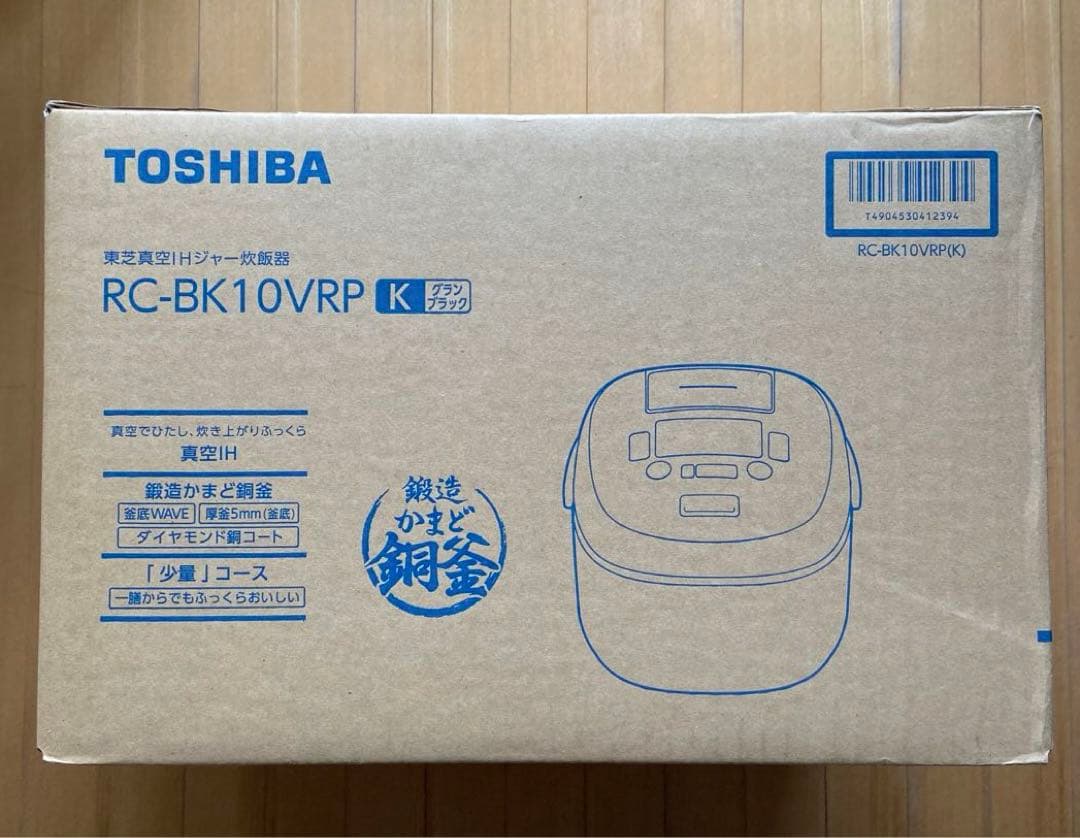 TOSHIBA
T4904530412394
RC-BK10VRP(K)
東芝真空IHジャー炊飯器
RC-BK10VRP K グラン
ブラック
真空でひたし、炊き上がりふっくら
真空IH
鍛造かまど銅釜
釜底WAVE 厚釜5mm(釜底)
ダイヤモンド銅コート
「少量」コース
一膳からでもふっくらおいしい
鍛造
かまど
銅釜